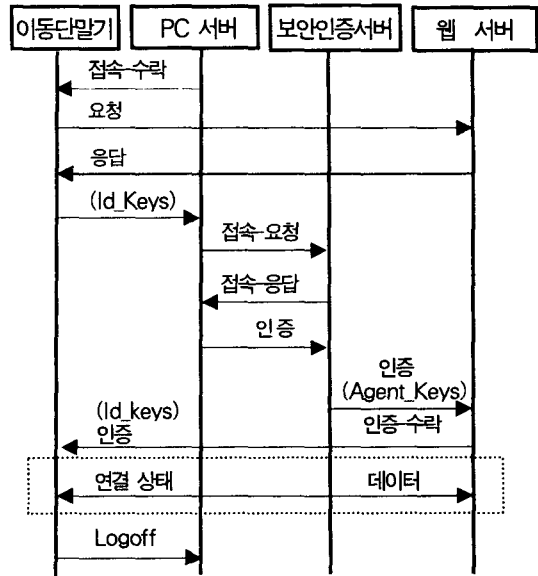 이동단말기 PC 서버 보안인증서버 웹 서버
접속-수락
요청
응답
(Id_Keys)
접속-요청
접속-응답
인증
인증
(Agent_Keys)
(Id_keys)
인증-수락
인증
연결 상태 데이터
Logoff